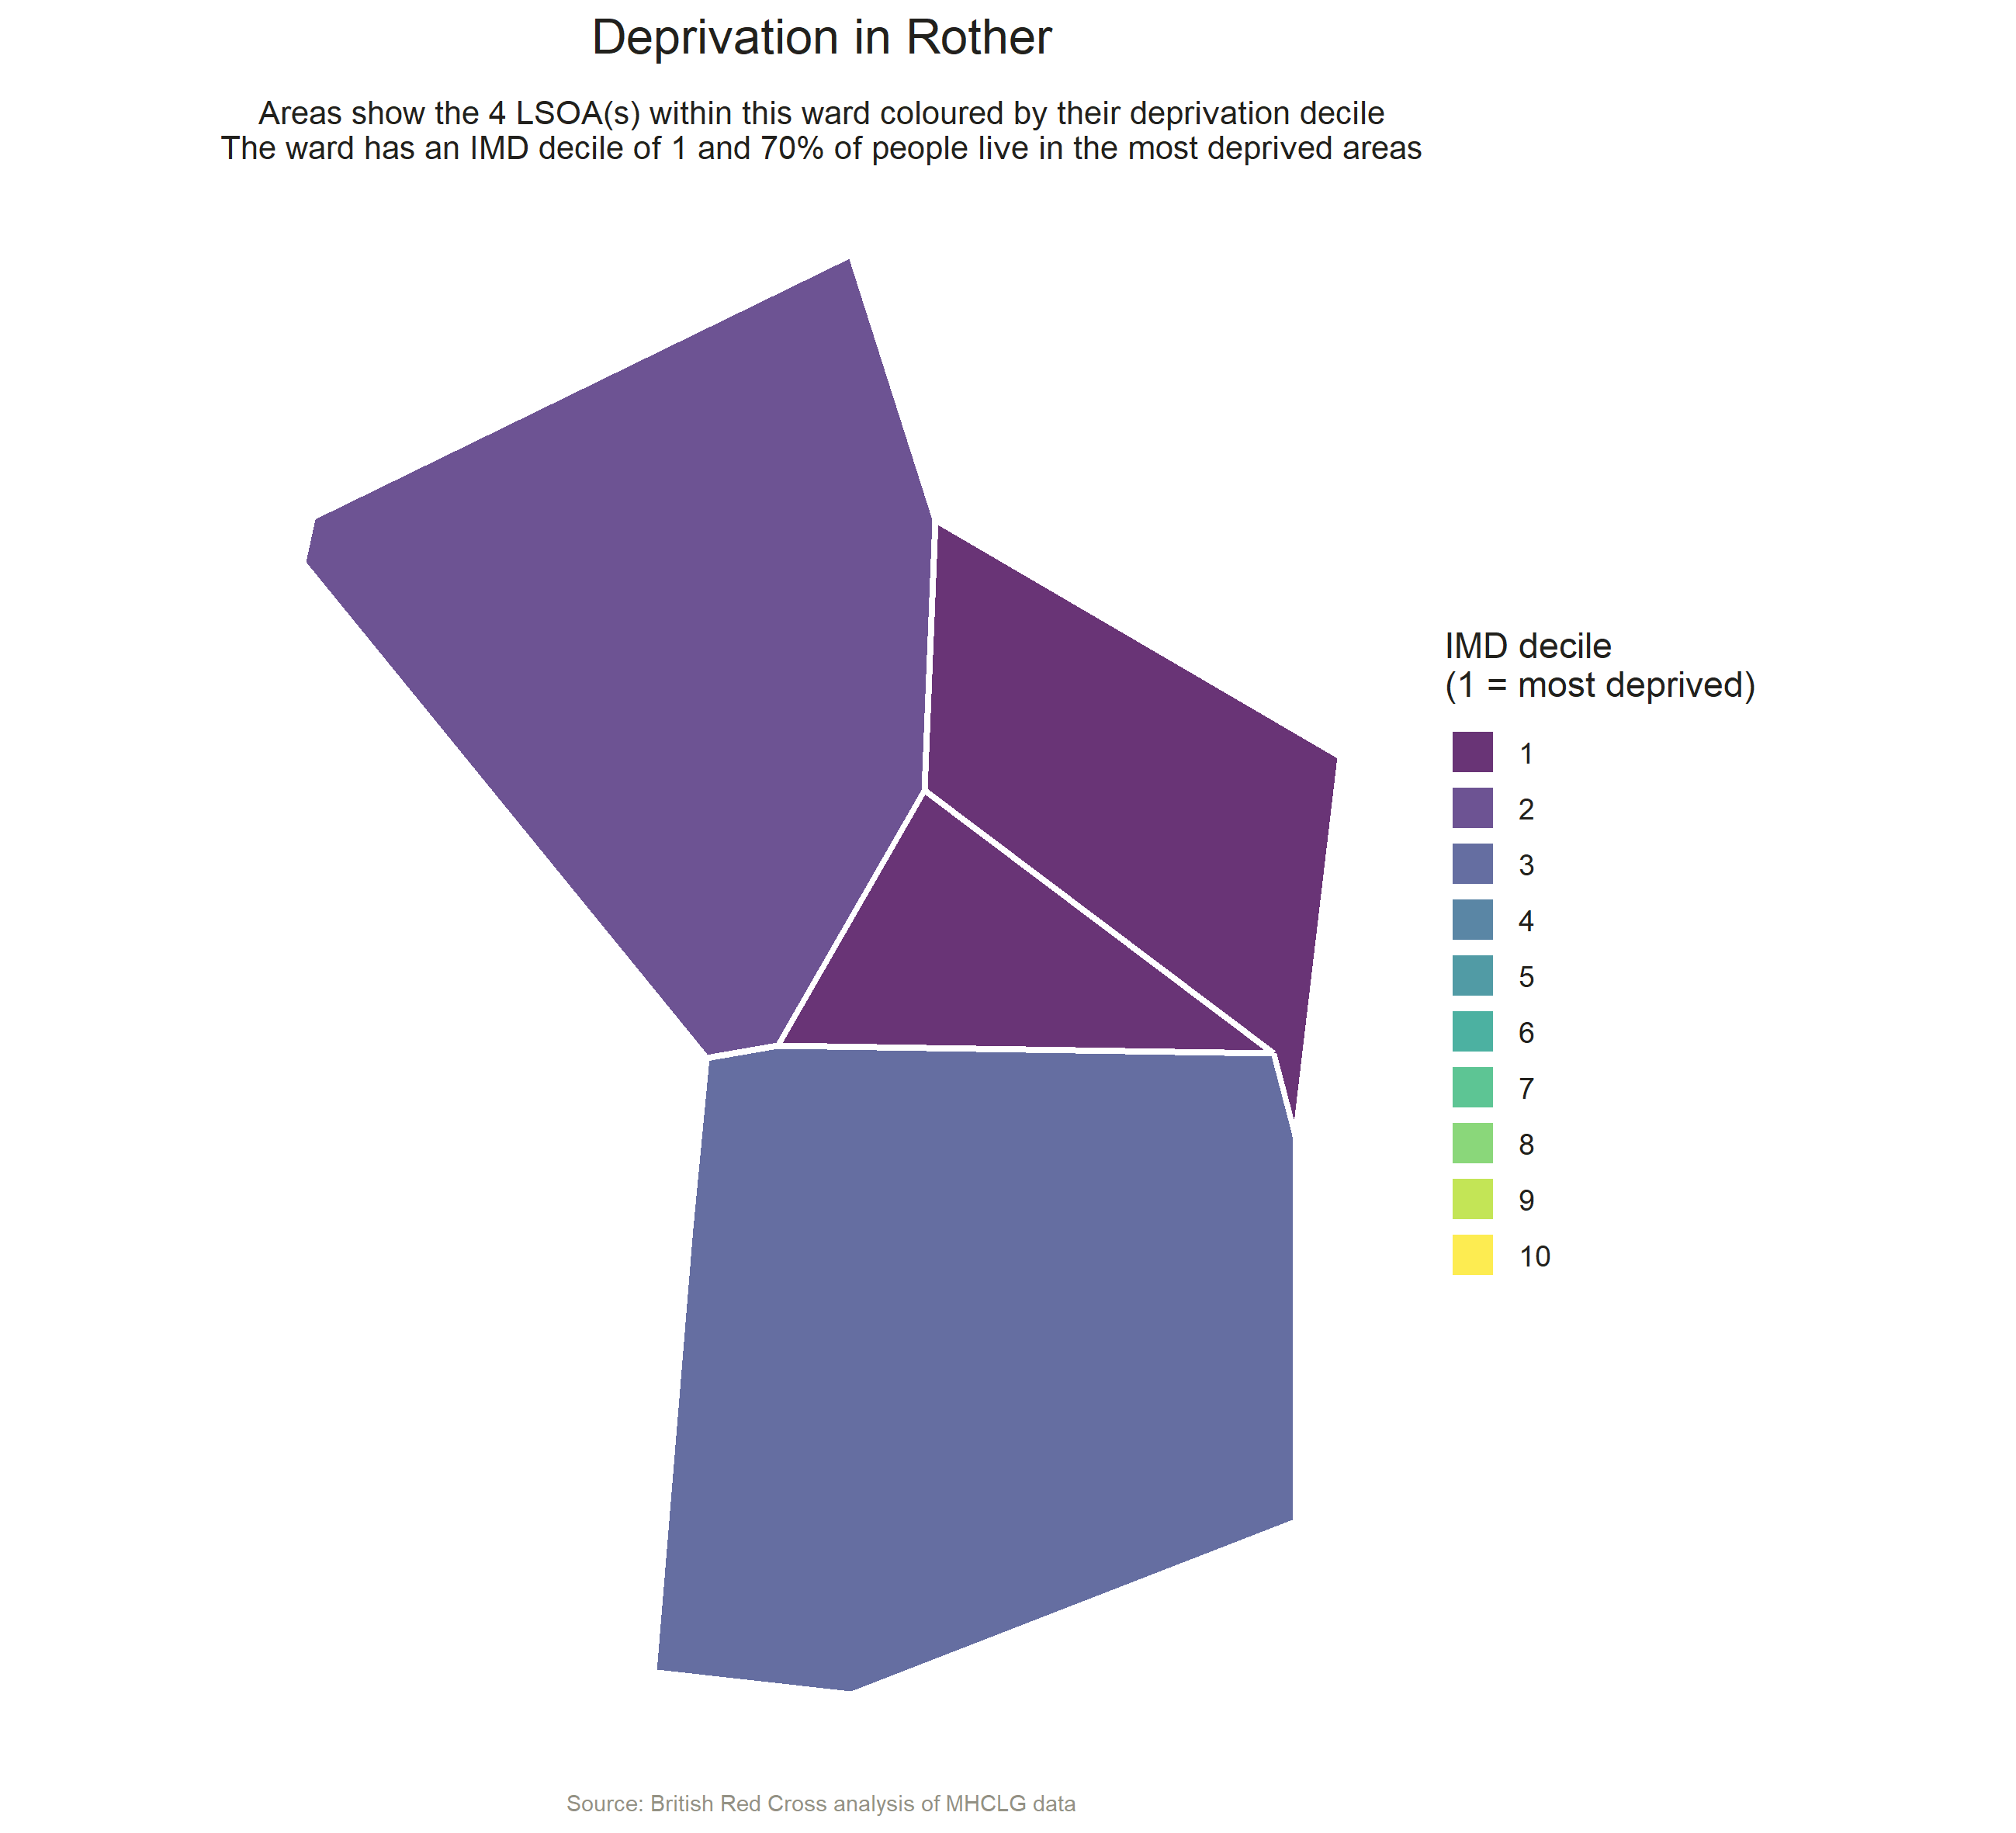 Deprivation in Rother
Areas show the 4 LSOA(s) within this ward coloured by their deprivation decile
The ward has an IMD decile of 1 and 70% of people live in the most deprived areas
IMD decile
(1 = most deprived)
1
2
3
4
5
6
7
8
9
10
Source: British Red Cross analysis of MHCLG data